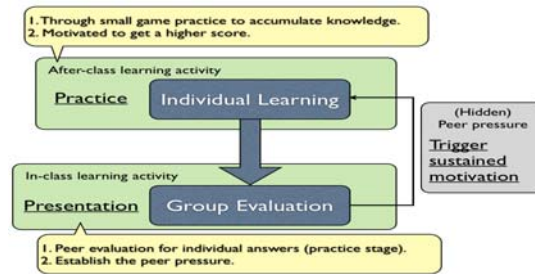 1. Through small game practice to accumulate knowledge.
2. Motivated to get a higher score.
After-class learning activity
Practice
Individual Learning
(Hidden)
Peer pressure
Trigger
sustained
motivation
In-class learning activity
Presentation
Group Evaluation
1. Peer evaluation for individual answers (practice stage).
2. Establish the peer pressure.